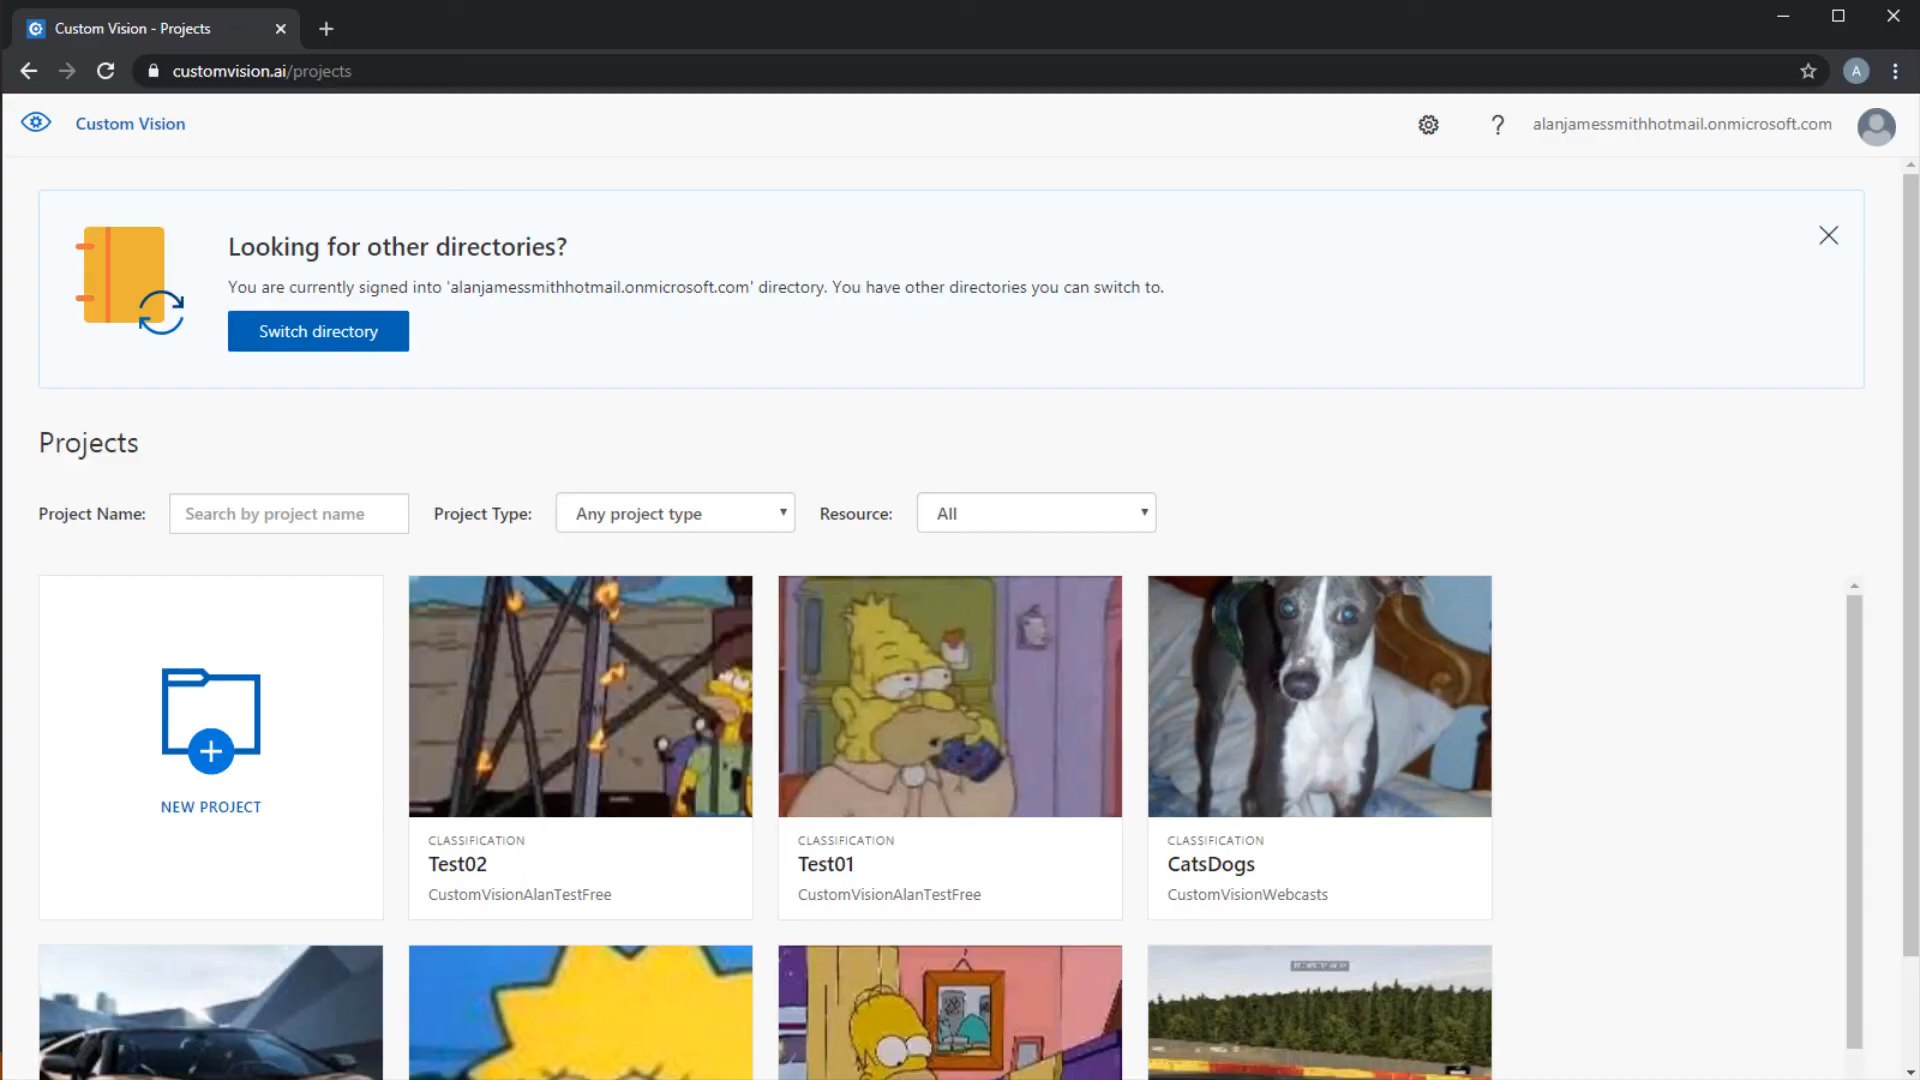 Custom Vision - Projects
customvision.ai/projects
A
Custom Vision
? alanjamessmithhotmail.onmicrosoft.com
Looking for other directories?
You are currently signed into 'alanjamessmithhotmail.onmicrosoft.com' directory. You have other directories you can switch to.
Switch directory
Projects
Project Name: Search by project name Project Type: Any project type Resource: All
NEW PROJECT
CLASSIFICATION
Test02
CustomVisionAlanTestFree
CLASSIFICATION
Test01
CustomVisionAlanTestFree
CLASSIFICATION
CatsDogs
CustomVisionWebcasts